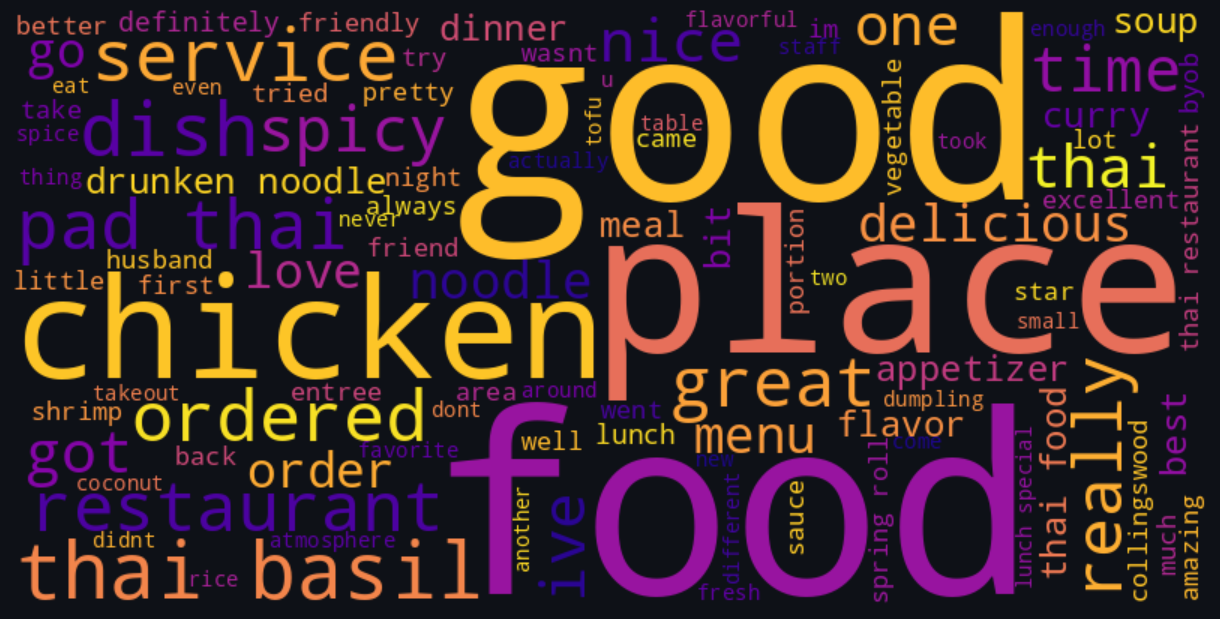 better
definitely
friendly
dinner
flavorful
im
one
enough
soup
go
service
try
wasnt
nice
staff
good
time
byob
eat
even
tried
pretty
u
tofu
table
came
vegetable
took
take
spice
dish
spicy
actually
curry
lot
thai
thing
drunken noodle
night
always
never
excellent
thai restaurant
pad thai
friend
meal
bit
portion
delicious
husband
little
first
love
noodle
two
place
star
small
chicken
takeout
entree
area
around
great
appetizer
dumpling
really
shrimp
ordered
dont
went
well
lunch
menu
flavor
best
got
back
favorite
new
come
thai food
coconut
order
food
restaurant
another
ive
different
sauce
spring roll
lunch special
collingswood
much
amazing
didnt
atmosphere
thai basil
rice
fresh